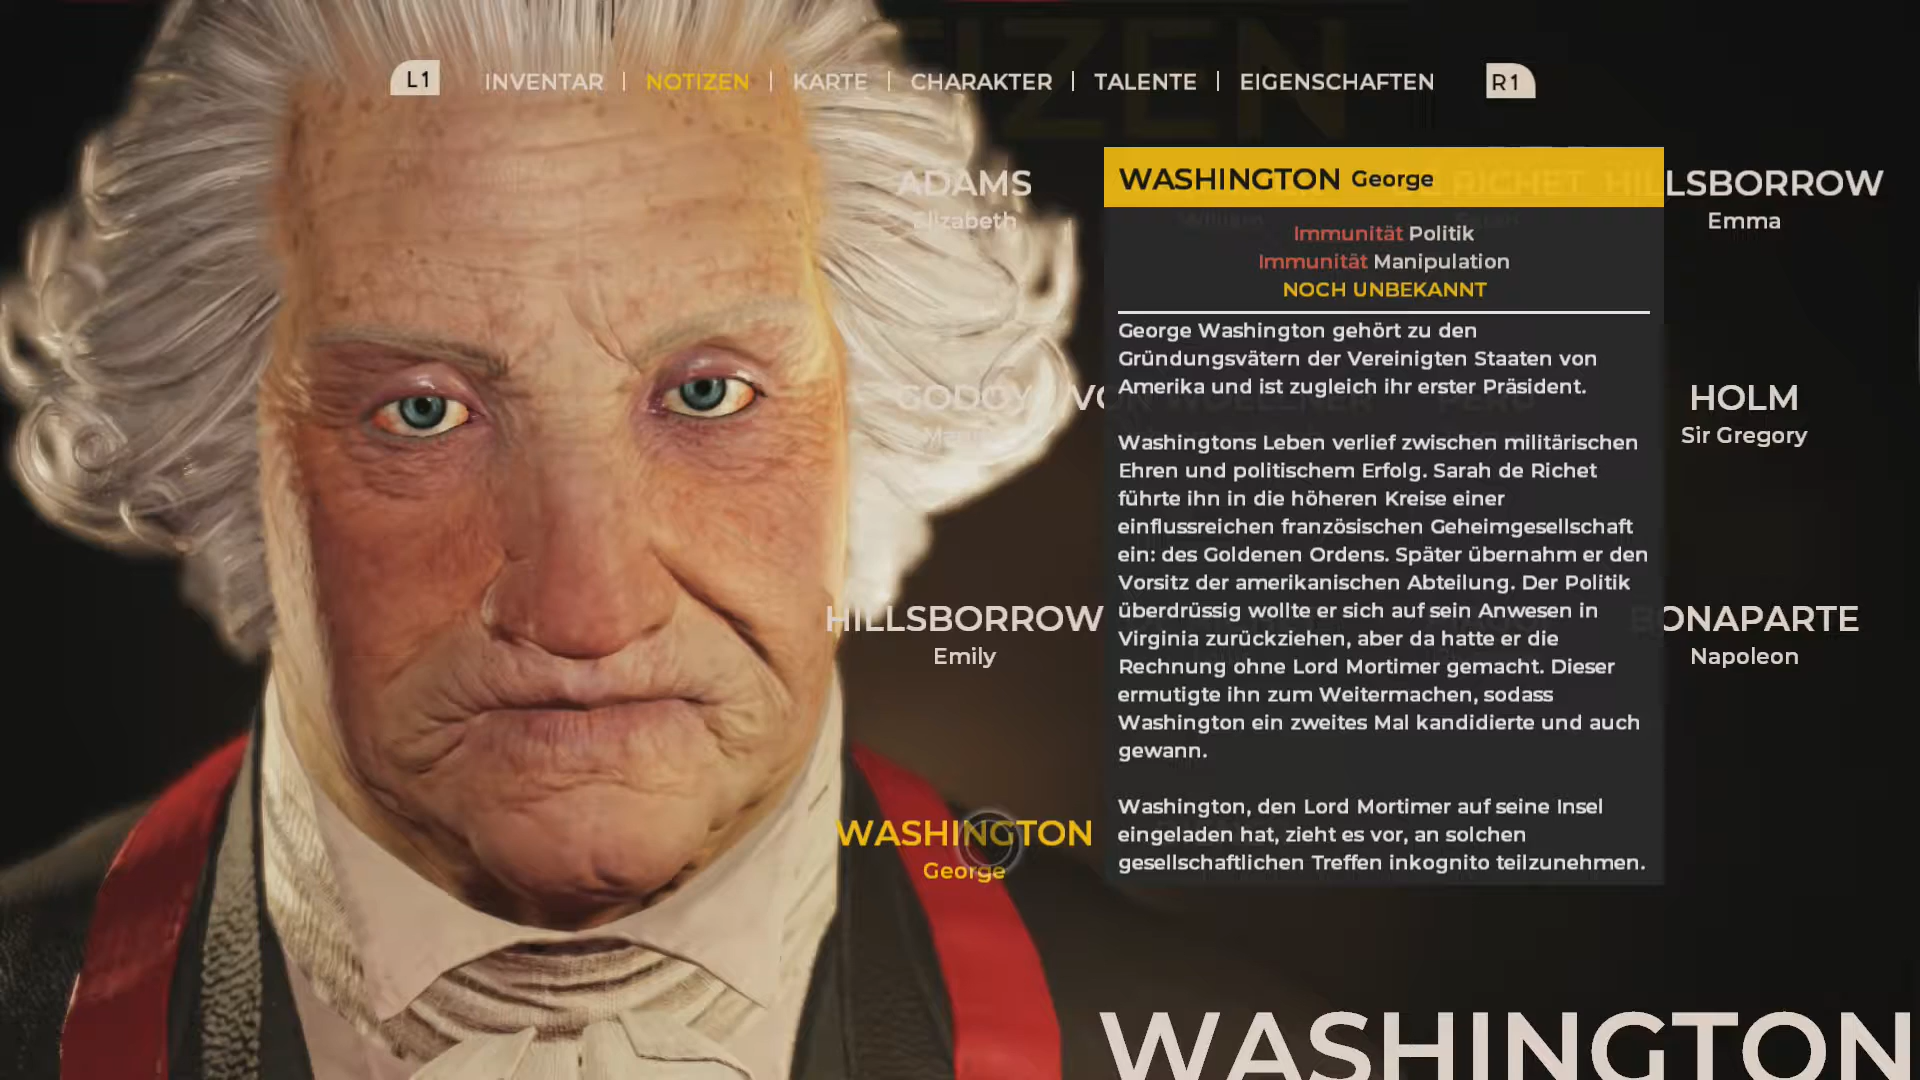 L1 INVENTAR | NOTIZEN | KARTE | CHARAKTER | TALENTE | EIGENSCHAFTEN R1
ADAMS
Elizabeth
WASHINGTON George
Immunität Politik
Immunität Manipulation
NOCH UNBEKANNT
George Washington gehört zu den
Gründungsvätern der Vereinigten Staaten von
Amerika und ist zugleich ihr erster Präsident.
Washingtons Leben verlief zwischen militärischen
Ehren und politischem Erfolg. Sarah de Richet
führte ihn in die höheren Kreise einer
einflussreichen französischen Geheimgesellschaft
ein: des Goldenen Ordens. Später übernahm er den
Vorsitz der amerikanischen Abteilung. Der Politik
überdrüssig wollte er sich auf sein Anwesen in
Virginia zurückziehen, aber da hatte er die
Rechnung ohne Lord Mortimer gemacht. Dieser
ermutigte ihn zum Weitermachen, sodass
Washington ein zweites Mal kandidierte und auch
gewann.
Washington, den Lord Mortimer auf seine Insel
eingeladen hat, zieht es vor, an solchen
gesellschaftlichen Treffen inkognito teilzunehmen.
RICHET
HILLSBORROW
Emma
GODOY
HOLM
Sir Gregory
HILLSBORROW
Emily
BONAPARTE
Napoleon
WASHINGTON
George
WASHINGTON